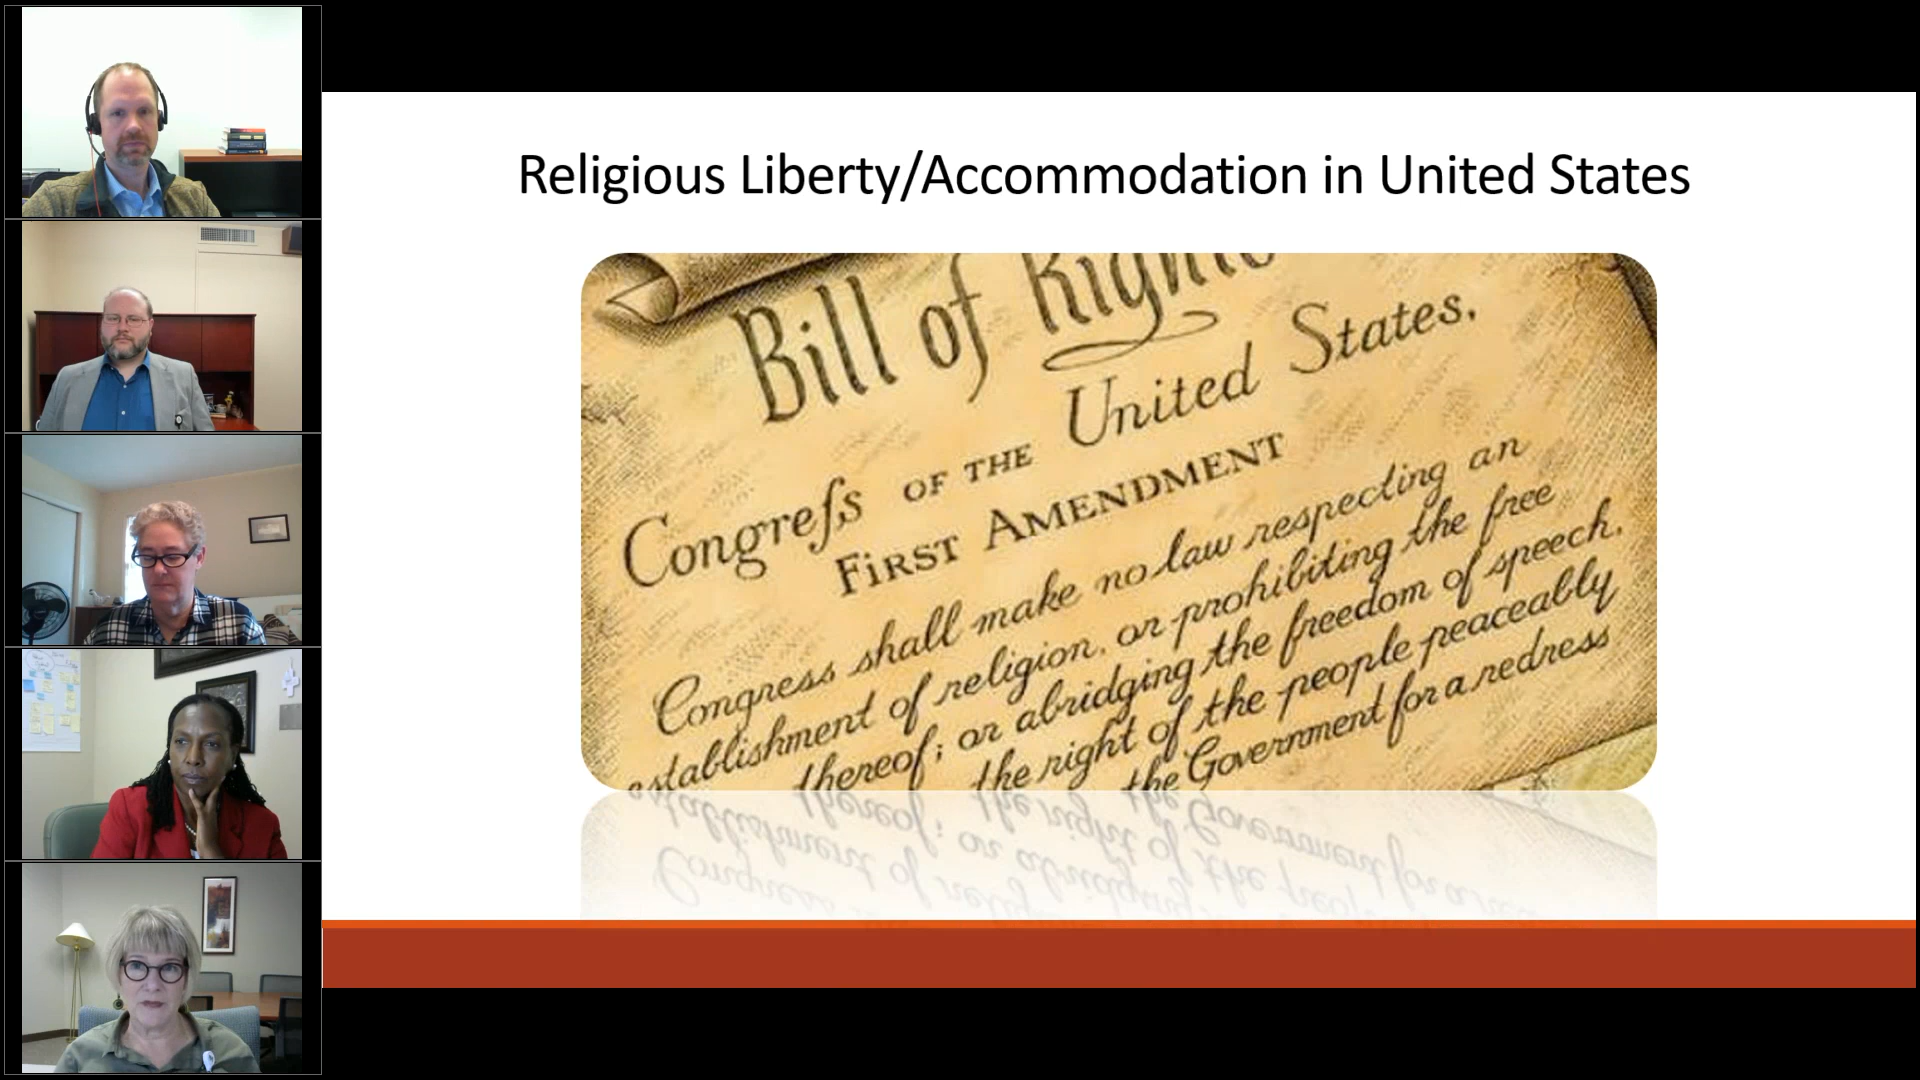 Religious Liberty/Accommodation in United States
Bill of Rights
United States.
Congreſs OF THE
FIRST AMENDMENT
Congress shall make no law respecting an
establishment of religion, or prohibiting the free
thereof; or abridging the freedom of speech,
the right of the people peaceably
the Government for a redress